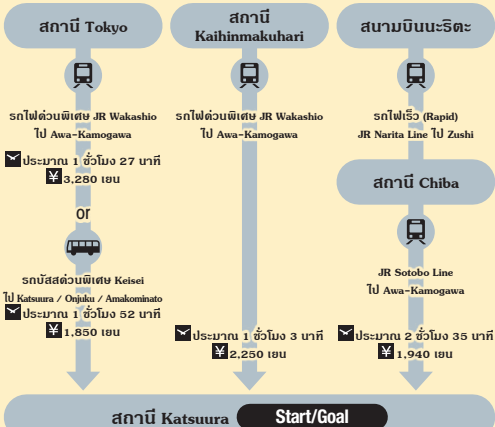 สถานี Tokyo
รถไฟด่วนพิเศษ JR Wakashio
ไป Awa-Kamogawa
ประมาณ 1 ชั่วโมง 27 นาที
¥ 3,280 เยน
or
รถบัสด่วนพิเศษ Keisei
ไป Katsuura / Onjuku / Amakominato
ประมาณ 1 ชั่วโมง 52 นาที
¥ 1,850 เยน
สถานี
Kaihinmakuhari
รถไฟด่วนพิเศษ JR Wakashio
ไป Awa-Kamogawa
ประมาณ 1 ชั่วโมง 3 นาที
¥ 2,250 เยน
สนามบินนะริตะ
รถไฟเร็ว (Rapid)
JR Narita Line ไป Zushi
สถานี Chiba
JR Sotobo Line
ไป Awa-Kamogawa
ประมาณ 2 ชั่วโมง 35 นาที
¥ 1,940 เยน
สถานี Katsuura Start/Goal